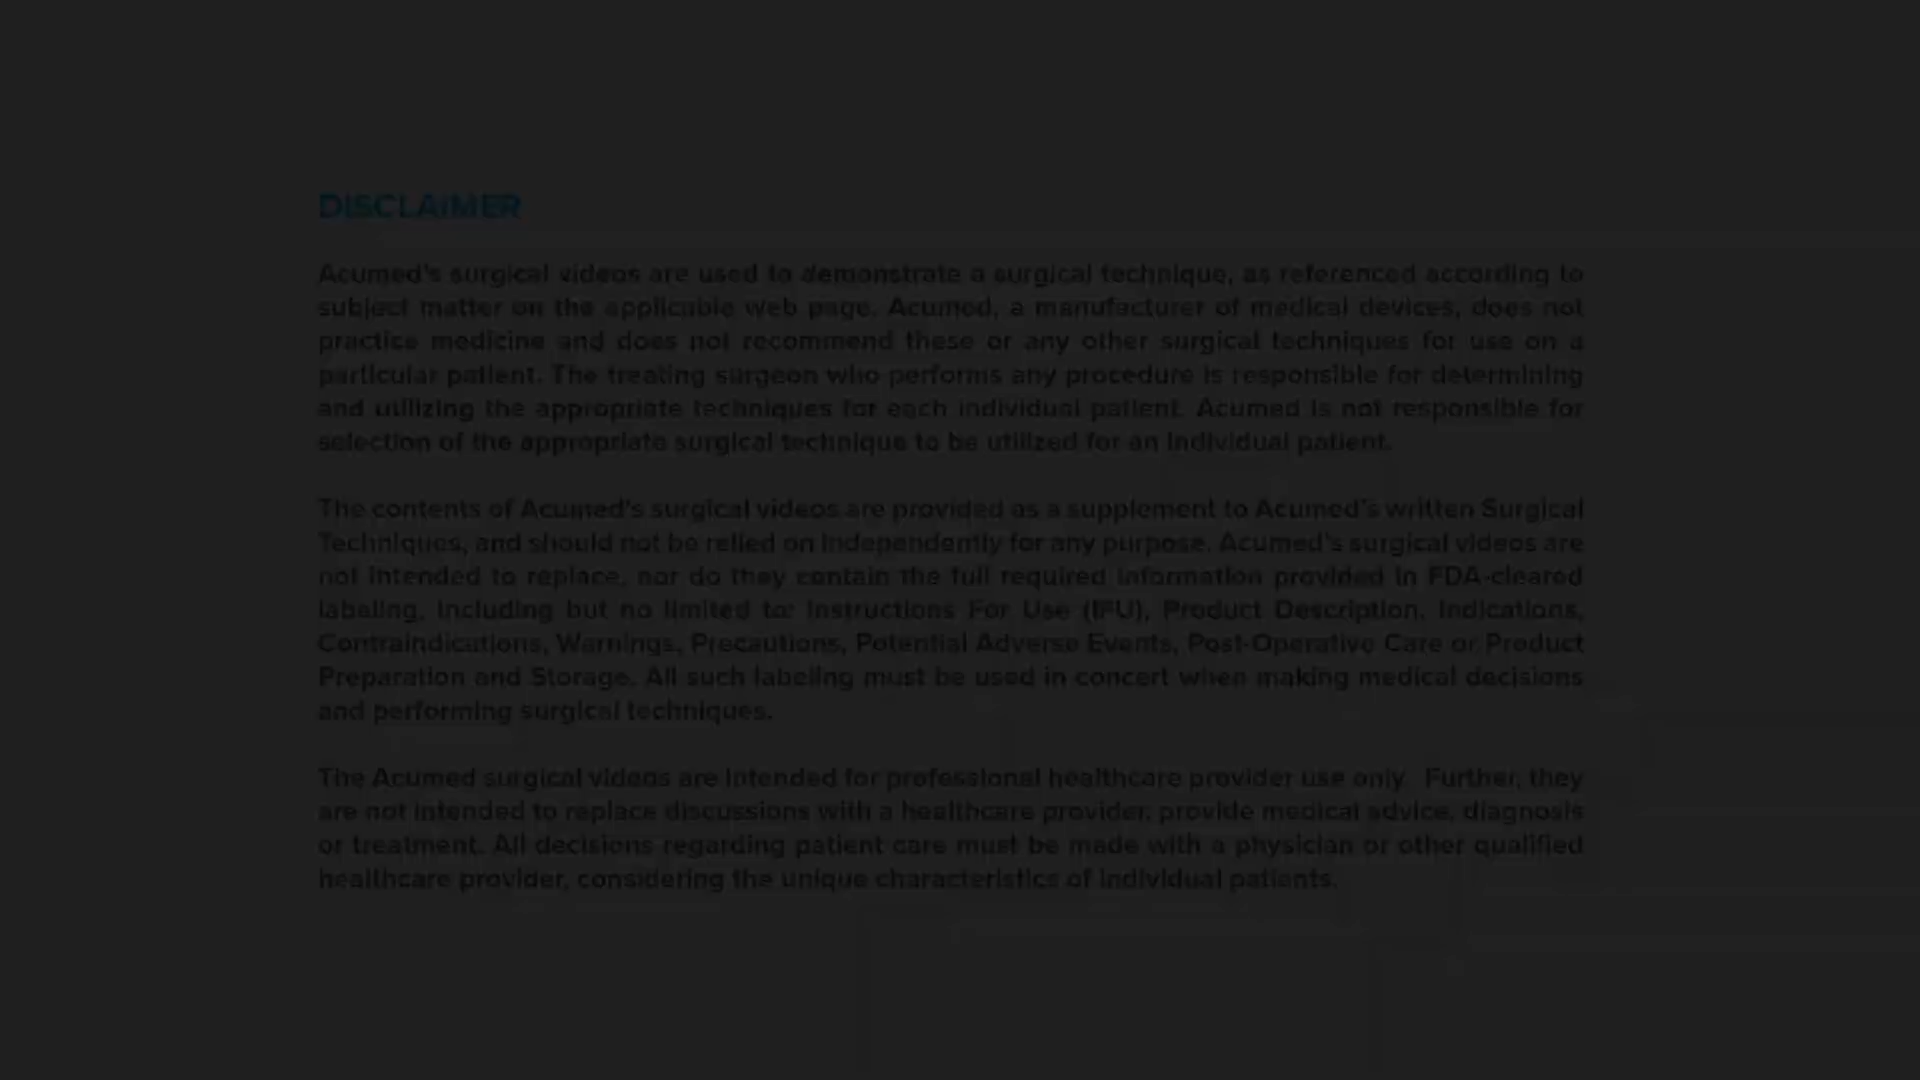 DISCLAIMER
Acumed's surgical videos are used to demonstrate a surgical technique, as referenced according to
subject matter on the applicable web page. Acumed, a manufacturer of medical devices, does not
practice medicine and does not recommend these or any other surgical techniques for use on a
particular patient. The treating surgeon who performs any procedure is responsible for determining
and utilizing the appropriate techniques for each individual patient. Acumed is not responsible for
selection of the appropriate surgical technique to be utilized for an individual patient.
The contents of Acumed's surgical videos are provided as a supplement to Acumed's written Surgical
Techniques, and should not be relied on independently for any purpose. Acumed's surgical videos are
not intended to replace, nor do they contain the full required information provided in FDA-cleared
labeling, including but no limited to: Instructions For Use (IFU), Product Description, Indications,
Contraindications, Warnings, Precautions, Potential Adverse Events, Post-Operative Care or Product
Preparation and Storage. All such labeling must be used in concert when making medical decisions
and performing surgical techniques.
The Acumed surgical videos are intended for professional healthcare provider use only. Further, they
are not intended to replace discussions with a healthcare provider, provide medical advice, diagnosis
or treatment. All decisions regarding patient care must be made with a physician or other qualified
healthcare provider, considering the unique characteristics of individual patients.